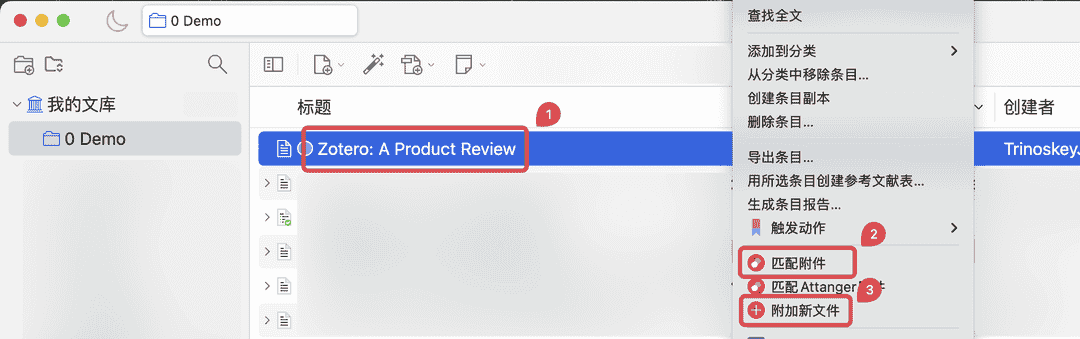 0 Demo
查找全文
添加到分类
从分类中移除条目...
创建条目副本
删除条目...
我的文库
0 Demo
标题
创建者
1
Zotero: A Product Review
TrinoskeyJ
导出条目...
用所选条目创建参考文献表...
生成条目报告...
触发动作
2
匹配附件
匹配 Attanger
3
附加新文件